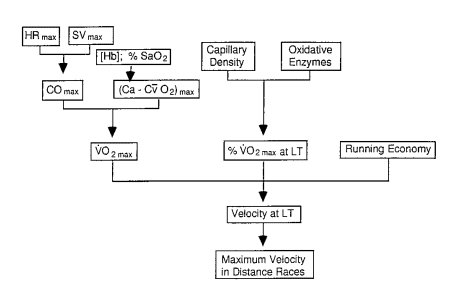 HR max
SV max
[Hb]; % SaO2
Capillary
Density
Oxidative
Enzymes
CO max
(Ca - Cv̄ O2) max
V̇O2 max
% V̇O2 max at LT
Running Economy
Velocity at LT
Maximum Velocity
in Distance Races